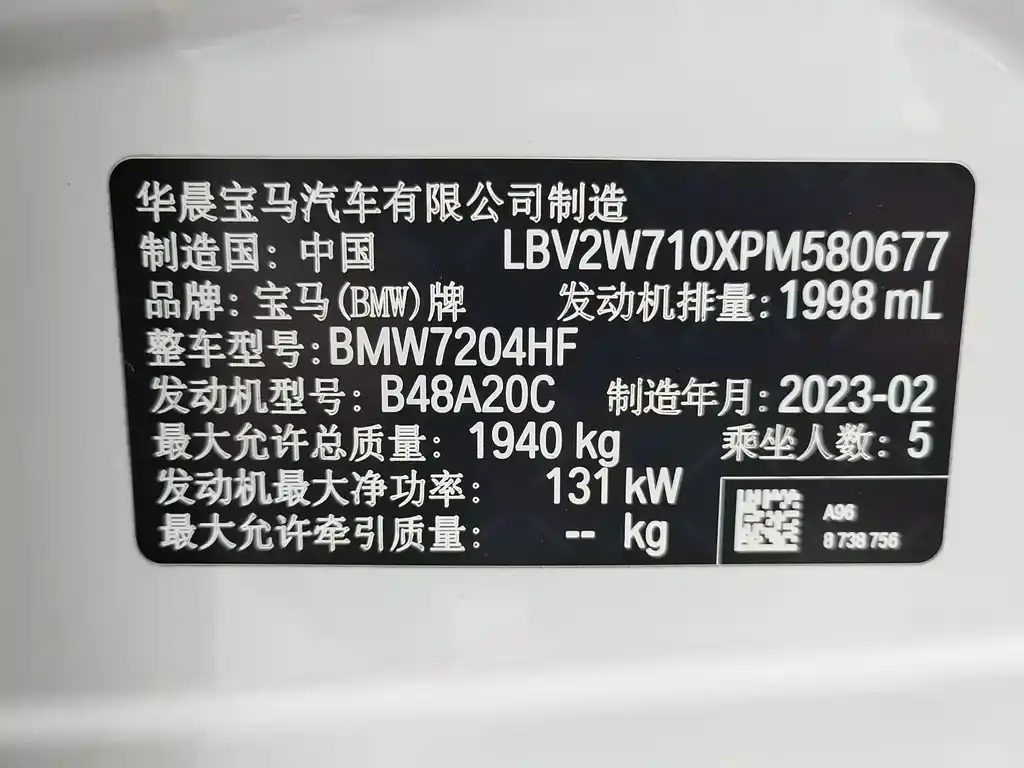 华晨宝马汽车有限公司制造
制造国：中国 LBV2W710XPM580677
品牌：宝马(BMW)牌 发动机排量：1998 mL
整车型号：BMW7204HF
发动机型号：B48A20C 制造年月：2023-02
最大允许总质量：1940 kg 乘坐人数：5
发动机最大净功率： 131 kW
最大允许牵引质量： -- kg
A96
8 738 756